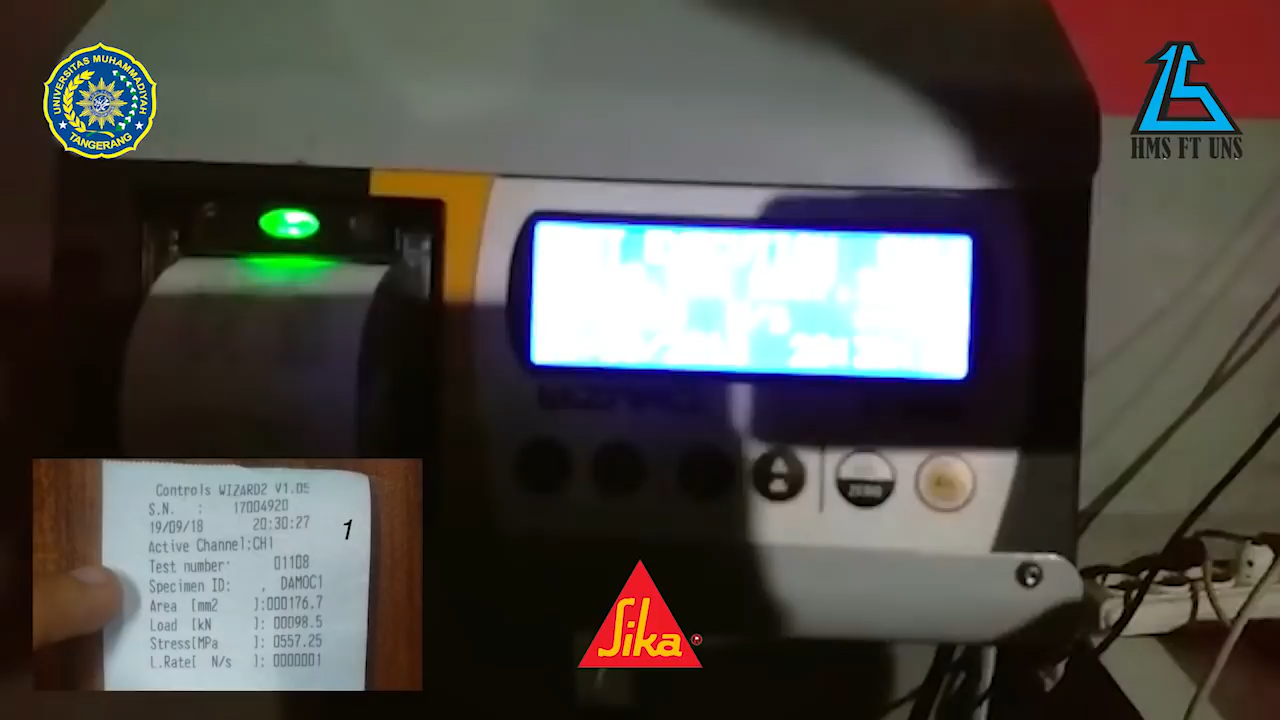 UNIVERSITAS MUHAMMADIYAH
TANGERANG
HMS FT UNS
ZERO
Controls WIZARD2 V1.05
S.N. : 17004920
19/09/18 20:30:27
1
Active Channel:CH1
Test number: 01108
Specimen ID: , DAMOC1
Area [mm2 ]:000176.7
Load [kN ]: 00098.5
Stress[MPa ]: 0557.25
L.Rate[ N/s ]: 0000001
Sika